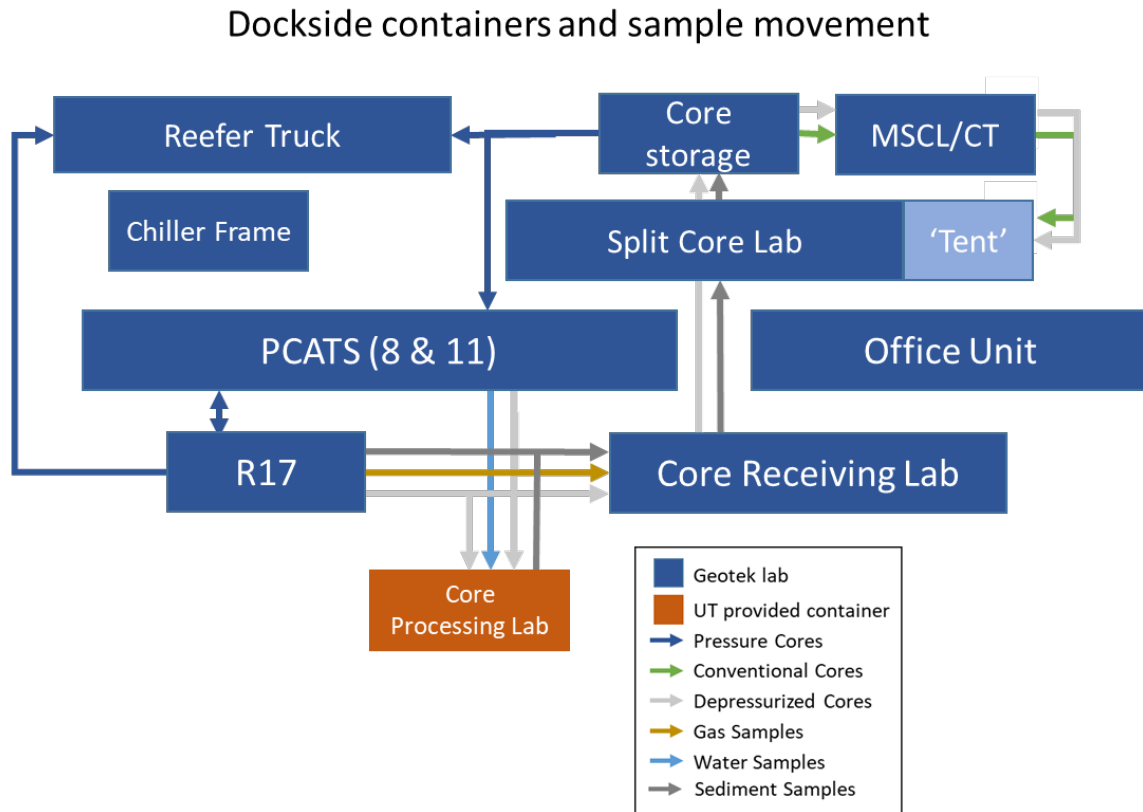 Dockside containers and sample movement
Reefer Truck
Core
storage
MSCL/CT
Chiller Frame
Split Core Lab
‘Tent’
PCATS (8 & 11)
Office Unit
R17
Core Receiving Lab
Core
Processing Lab
Geotek lab
UT provided container
Pressure Cores
Conventional Cores
Depressurized Cores
Gas Samples
Water Samples
Sediment Samples